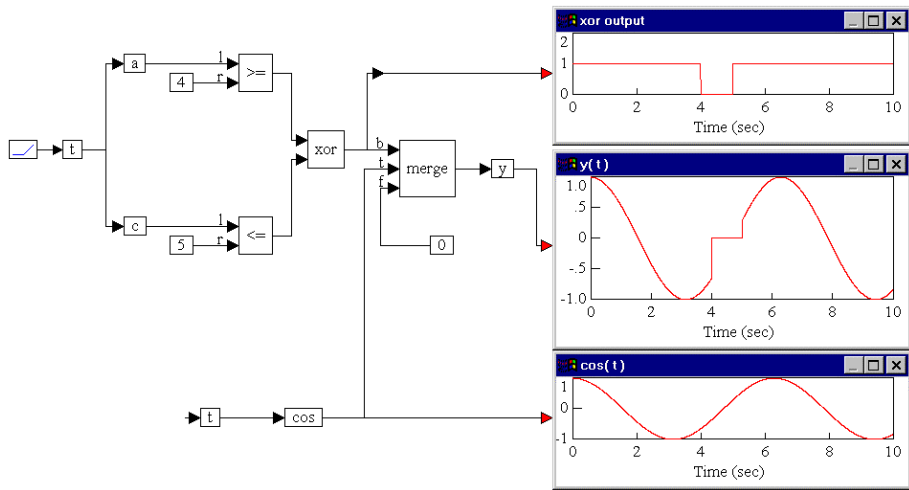 xor output
2
1
0
0 2 4 6 8 10
Time (sec)
a
l
>=
4
r
t
xor
b
t
f
merge
y
c
l
<=
5
r
0
y(t)
1.0
.5
0
-.5
-1.0
0 2 4 6 8 10
Time (sec)
t
cos
cos(t)
1
0
-1
0 2 4 6 8 10
Time (sec)